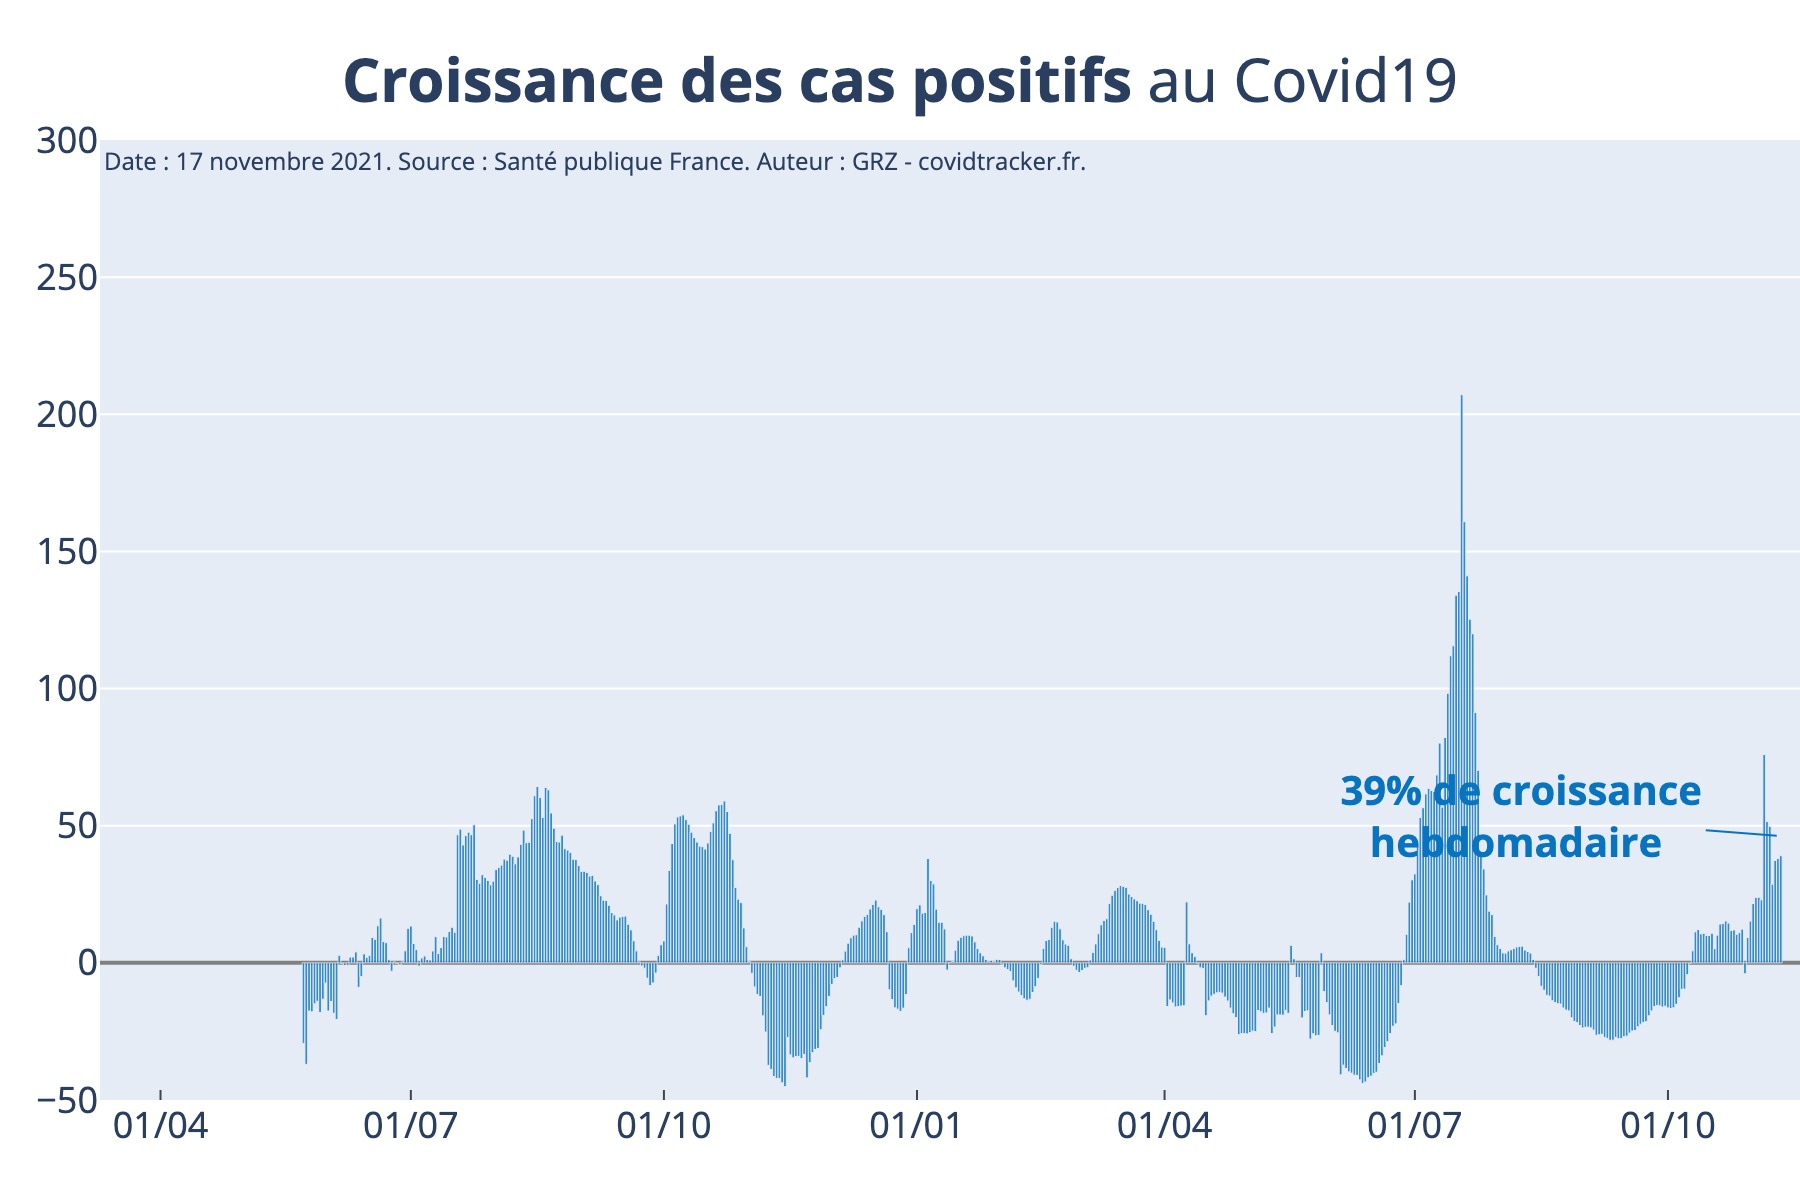 Croissance des cas positifs au Covid19
300
Date : 17 novembre 2021. Source : Santé publique France. Auteur : GRZ - covidtracker.fr.
250
200
150
100
39% de croissance
hebdomadaire
50
0
−50
01/04 01/07 01/10 01/01 01/04 01/07 01/10